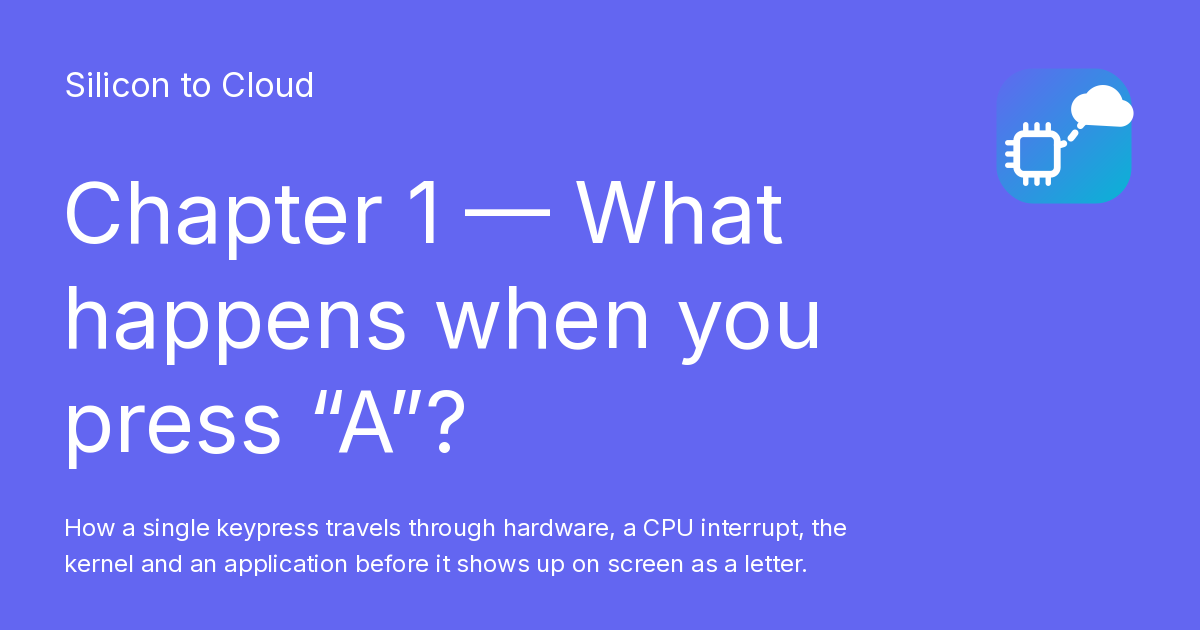 Silicon to Cloud
Chapter 1 — What
happens when you
press “A”?
How a single keypress travels through hardware, a CPU interrupt, the
kernel and an application before it shows up on screen as a letter.